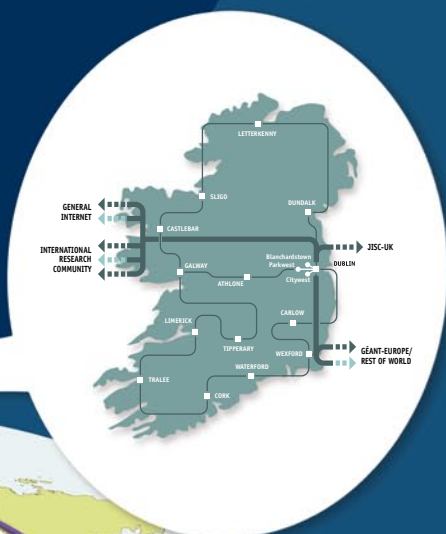 LETTERKENNY
SLIGO
DUNDALK
GENERAL
INTERNET
CASTLEBAR
INTERNATIONAL
RESEARCH
COMMUNITY
JISC-UK
Blanchardstown
Parkwest
DUBLIN
Citywest
GALWAY
ATHLONE
CARLOW
LIMERICK
TIPPERARY
WEXFORD
GÉANT-EUROPE/
REST OF WORLD
WATERFORD
TRALEE
CORK